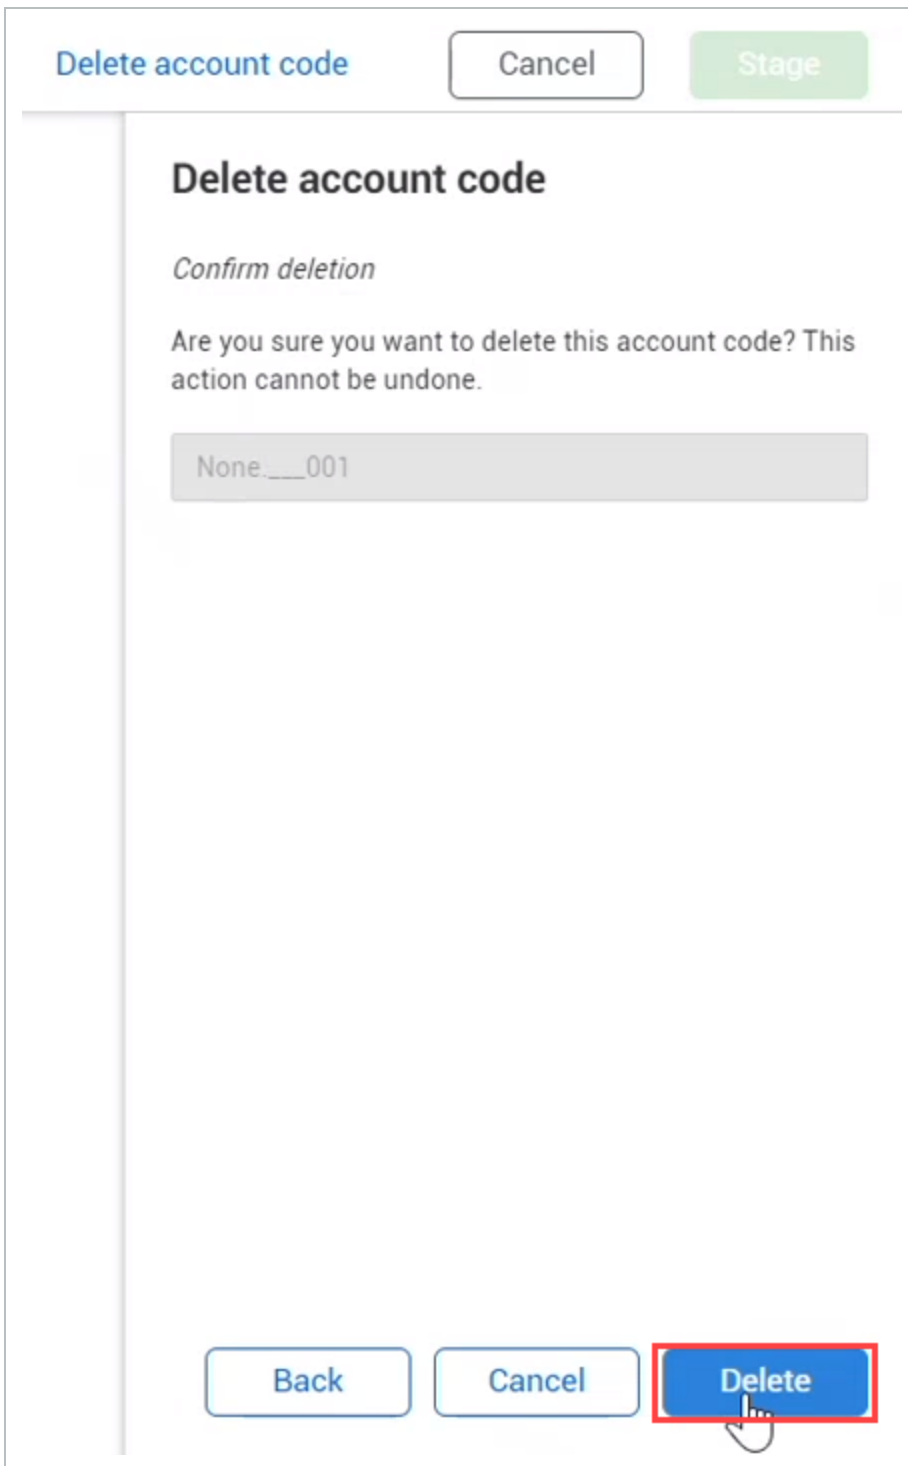 Delete account code
Cancel
Stage
Delete account code
Confirm deletion
Are you sure you want to delete this account code? This
action cannot be undone.
None.___001
Back
Cancel
Delete